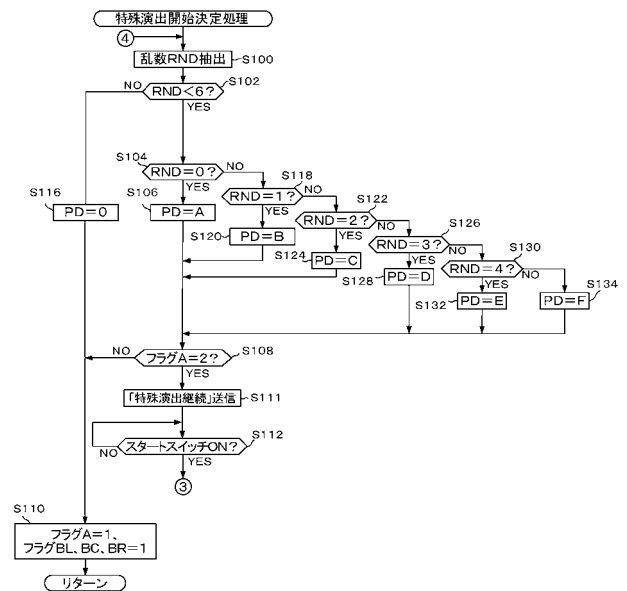 特殊演出開始決定処理
④
乱数RND抽出
S100
RND<6?
S102
NO
YES
S104
RND=0?
NO
YES
S118
RND=1?
NO
YES
S122
RND=2?
NO
YES
S126
RND=3?
NO
YES
S130
RND=4?
NO
YES
S116
PD=0
S106
PD=A
S120
PD=B
S124
PD=C
S128
PD=D
S132
PD=E
PD=F
S134
フラグA=2?
S108
NO
YES
「特殊演出継続」送信
S111
スタートスイッチON?
S112
NO
YES
③
S110
フラグA=1、
フラグBL、BC、BR=1
リターン